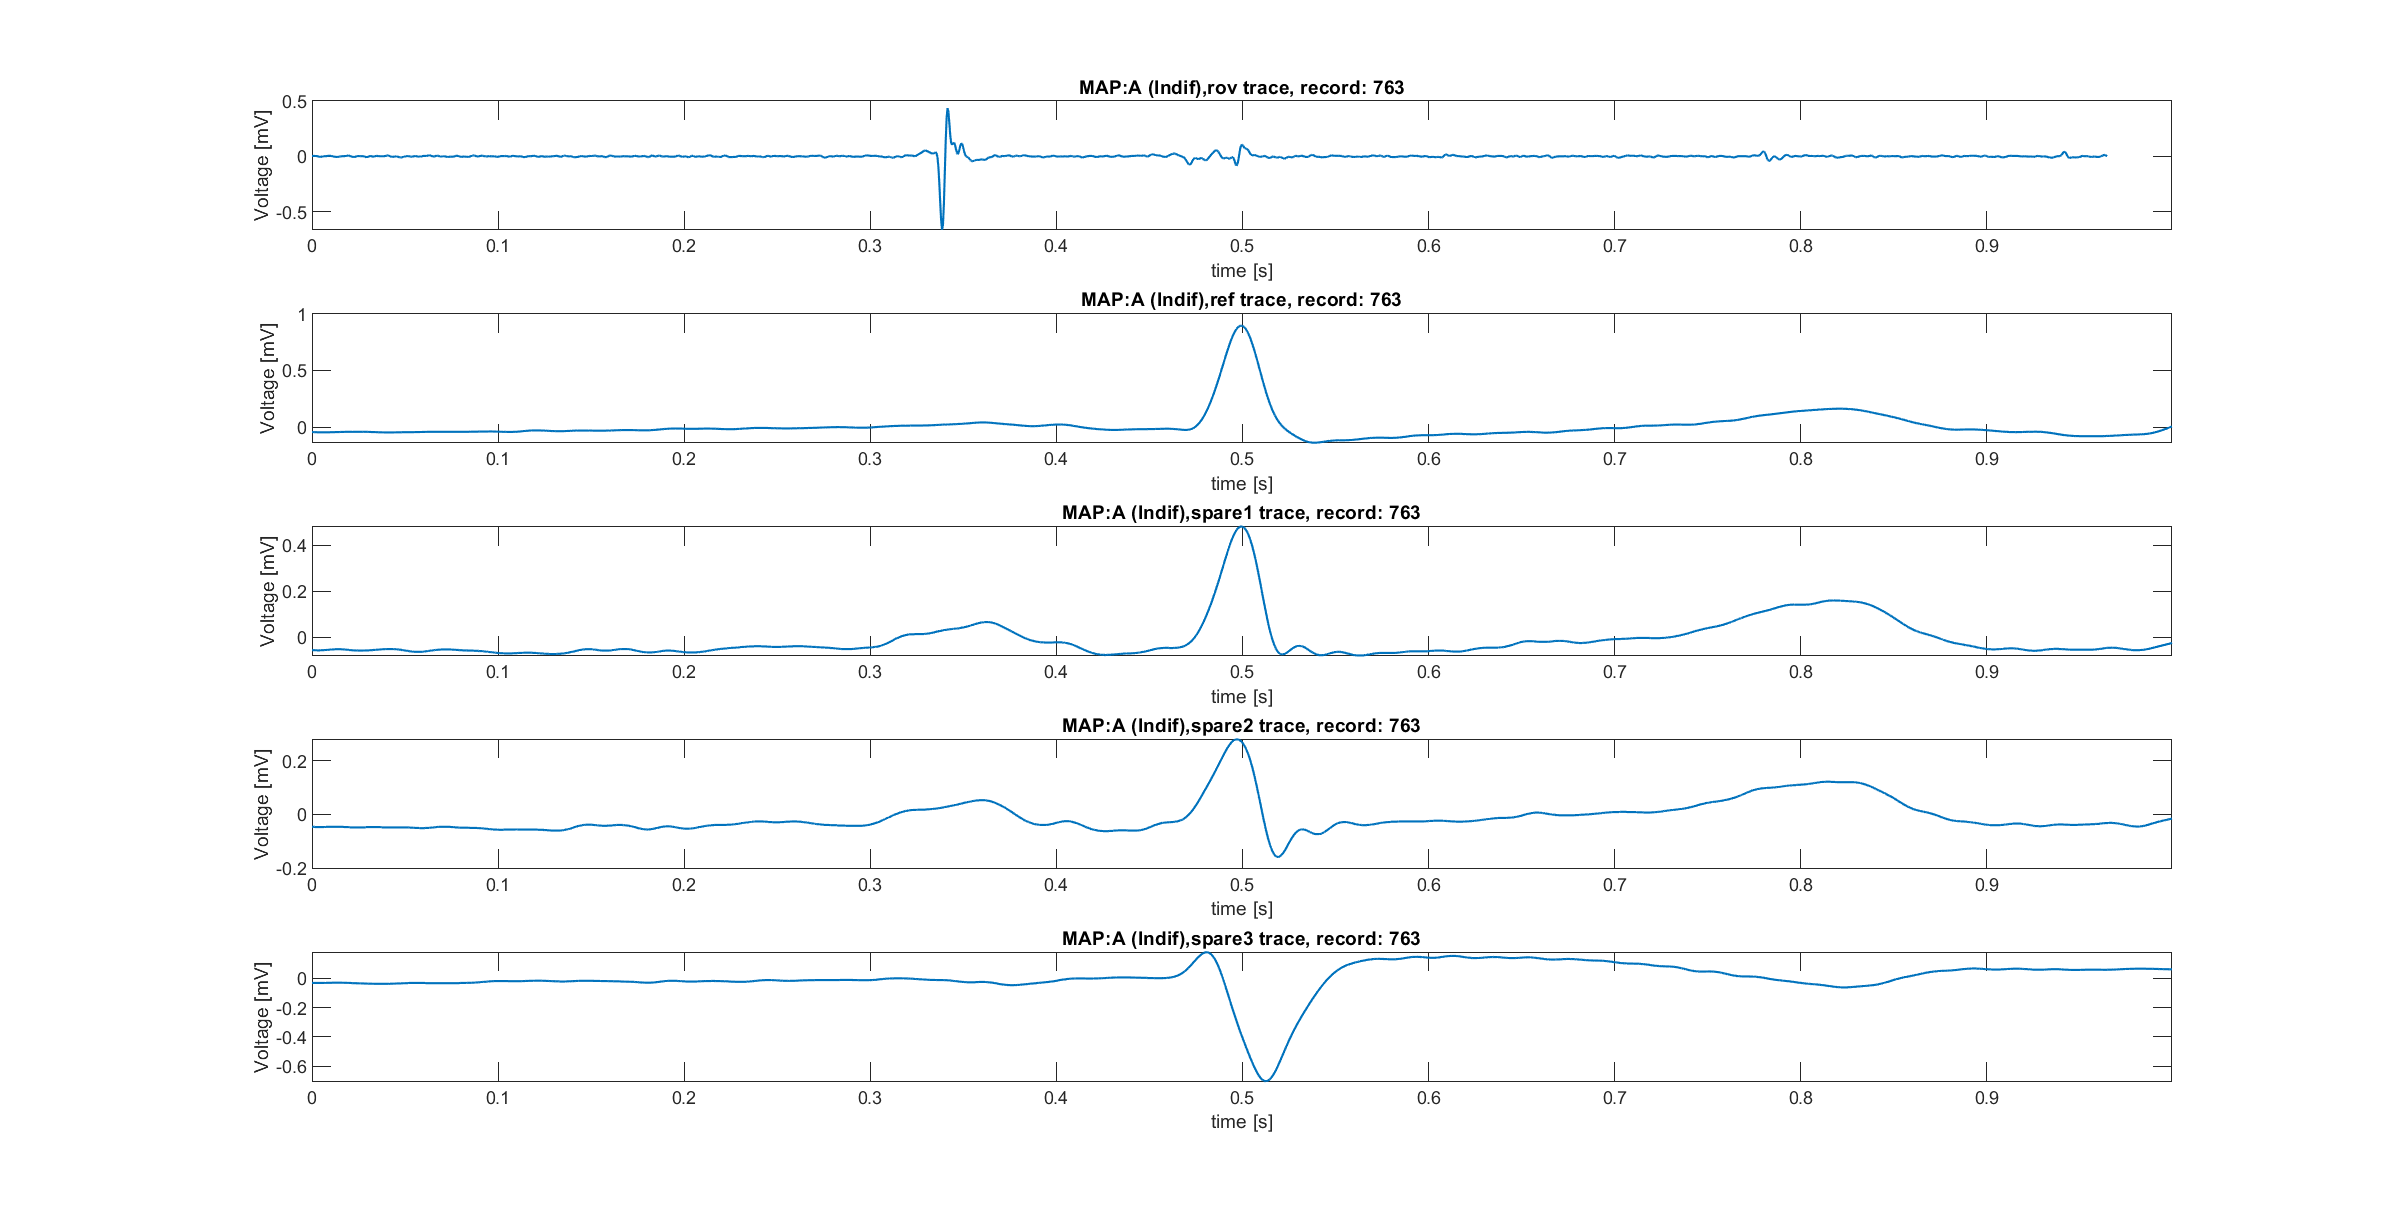 MAP:A (Indif),rov trace, record: 763
Voltage [mV]
0.5
0
-0.5
0 0.1 0.2 0.3 0.4 0.5 0.6 0.7 0.8 0.9
time [s]
MAP:A (Indif),ref trace, record: 763
Voltage [mV]
1
0.5
0
0 0.1 0.2 0.3 0.4 0.5 0.6 0.7 0.8 0.9
time [s]
MAP:A (Indif),spare1 trace, record: 763
Voltage [mV]
0.4
0.2
0
0 0.1 0.2 0.3 0.4 0.5 0.6 0.7 0.8 0.9
time [s]
MAP:A (Indif),spare2 trace, record: 763
Voltage [mV]
0.2
0
-0.2
0 0.1 0.2 0.3 0.4 0.5 0.6 0.7 0.8 0.9
time [s]
MAP:A (Indif),spare3 trace, record: 763
Voltage [mV]
0
-0.2
-0.4
-0.6
0 0.1 0.2 0.3 0.4 0.5 0.6 0.7 0.8 0.9
time [s]